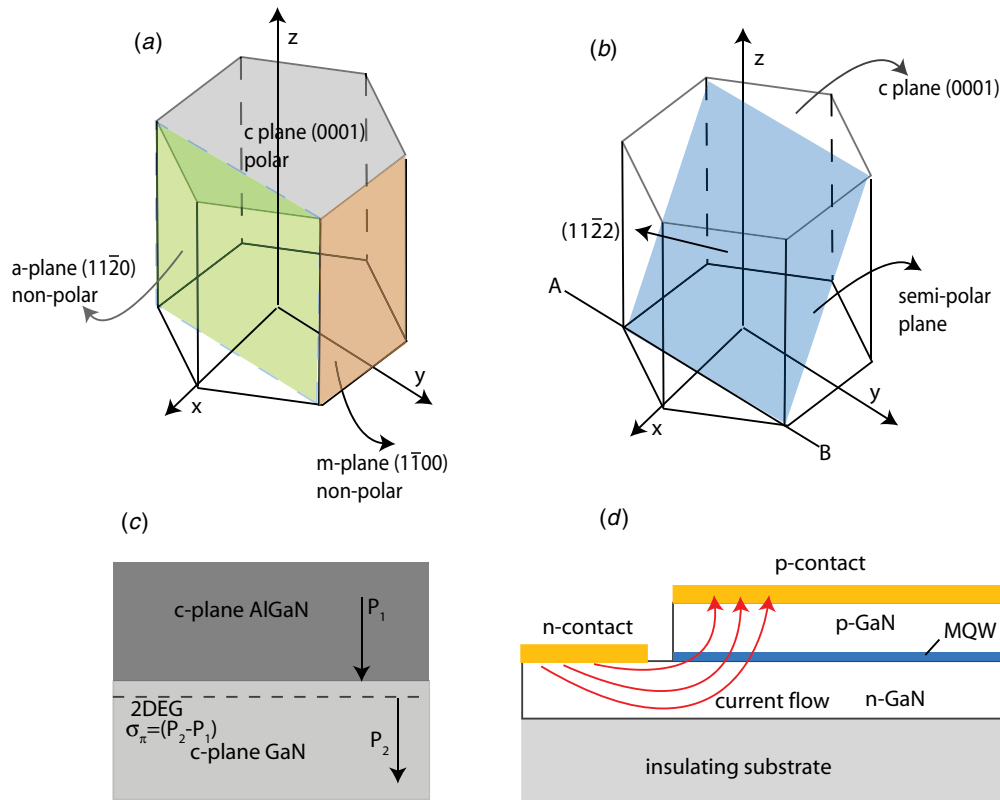 (a)
z
c plane (0001)
polar
a-plane (112̅0)
non-polar
x
y
m-plane (11̅00)
non-polar
(b)
z
c plane (0001)
(112̅2)
A
semi-polar
plane
x
y
B
(c)
c-plane AlGaN
P₁
2DEG
σπ=(P₂-P₁)
c-plane GaN
P₂
(d)
p-contact
n-contact
p-GaN
MQW
current flow
n-GaN
insulating substrate